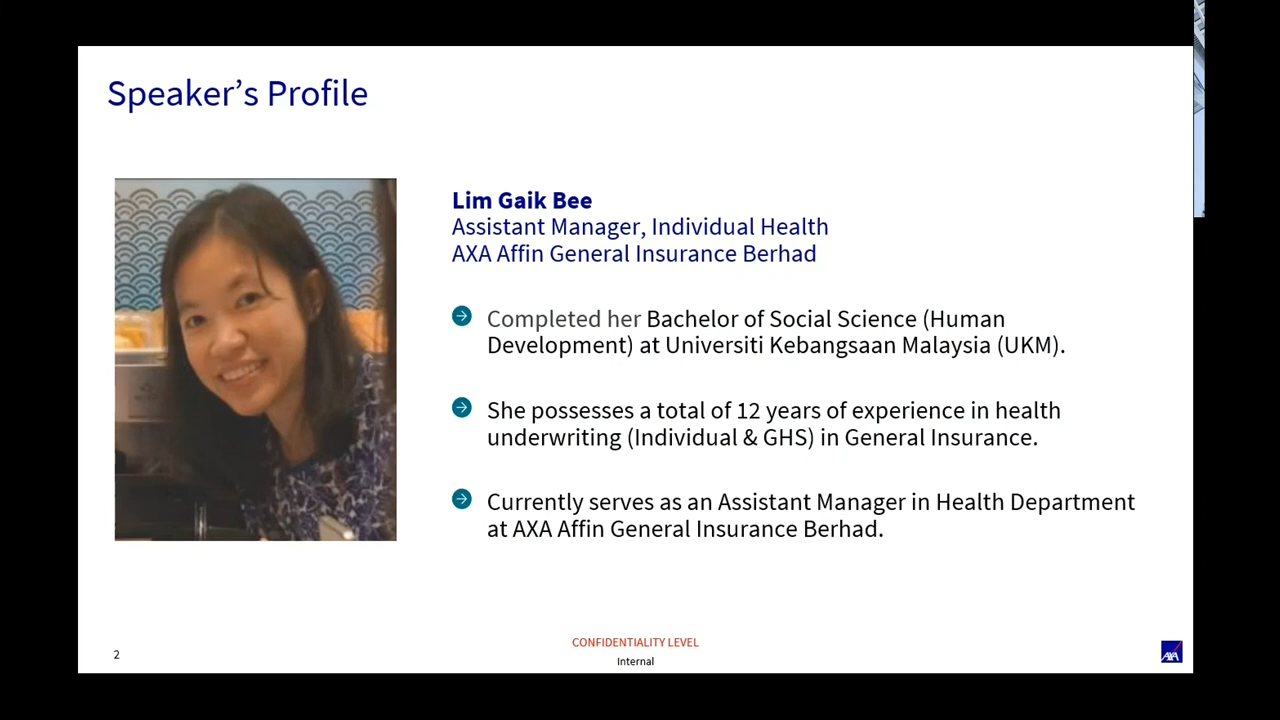 Speaker's Profile
Lim Gaik Bee
Assistant Manager, Individual Health
AXA Affin General Insurance Berhad
Completed her Bachelor of Social Science (Human
Development) at Universiti Kebangsaan Malaysia (UKM).
She possesses a total of 12 years of experience in health
underwriting (Individual & GHS) in General Insurance.
Currently serves as an Assistant Manager in Health Department
at AXA Affin General Insurance Berhad.
CONFIDENTIALITY LEVEL
Internal
2
AXA